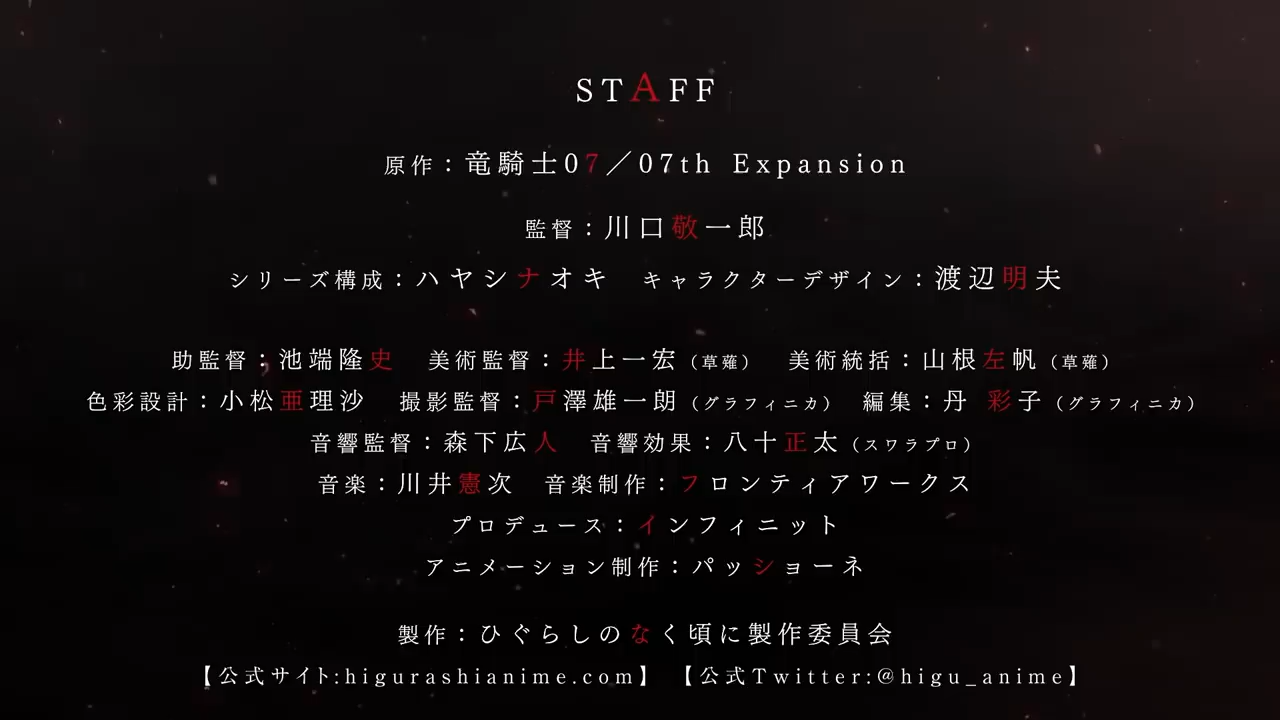 STAFF
原作：竜騎士07／07th Expansion
監督：川口敬一郎
シリーズ構成：ハヤシナオキ　キャラクターデザイン：渡辺明夫
助監督：池端隆史　美術監督：井上一宏（草薙）　美術統括：山根左帆（草薙）
色彩設計：小松亜理沙　撮影監督：戸澤雄一朗（グラフィニカ）　編集：丹 彩子（グラフィニカ）
音響監督：森下広人　音響効果：八十正太（スワラプロ）
音楽：川井憲次　音楽制作：フロンティアワークス
プロデュース：インフィニット
アニメーション制作：パッショーネ
製作：ひぐらしのなく頃に製作委員会
【公式サイト:higurashianime.com】　【公式Twitter:@higu_anime】